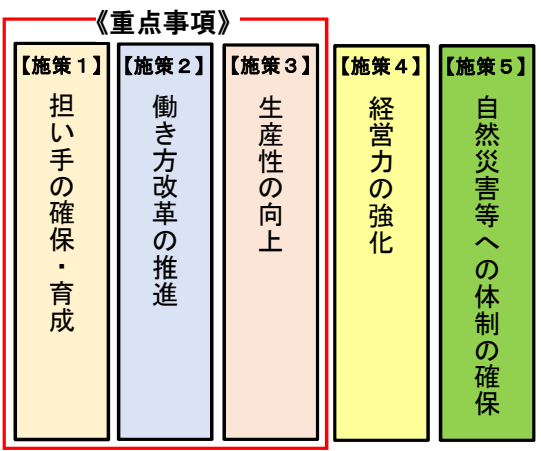 《重点事項》
【施策１】
担い手の確保・育成
【施策２】
働き方改革の推進
【施策３】
生産性の向上
【施策４】
経営力の強化
【施策５】
自然災害等への体制の確保